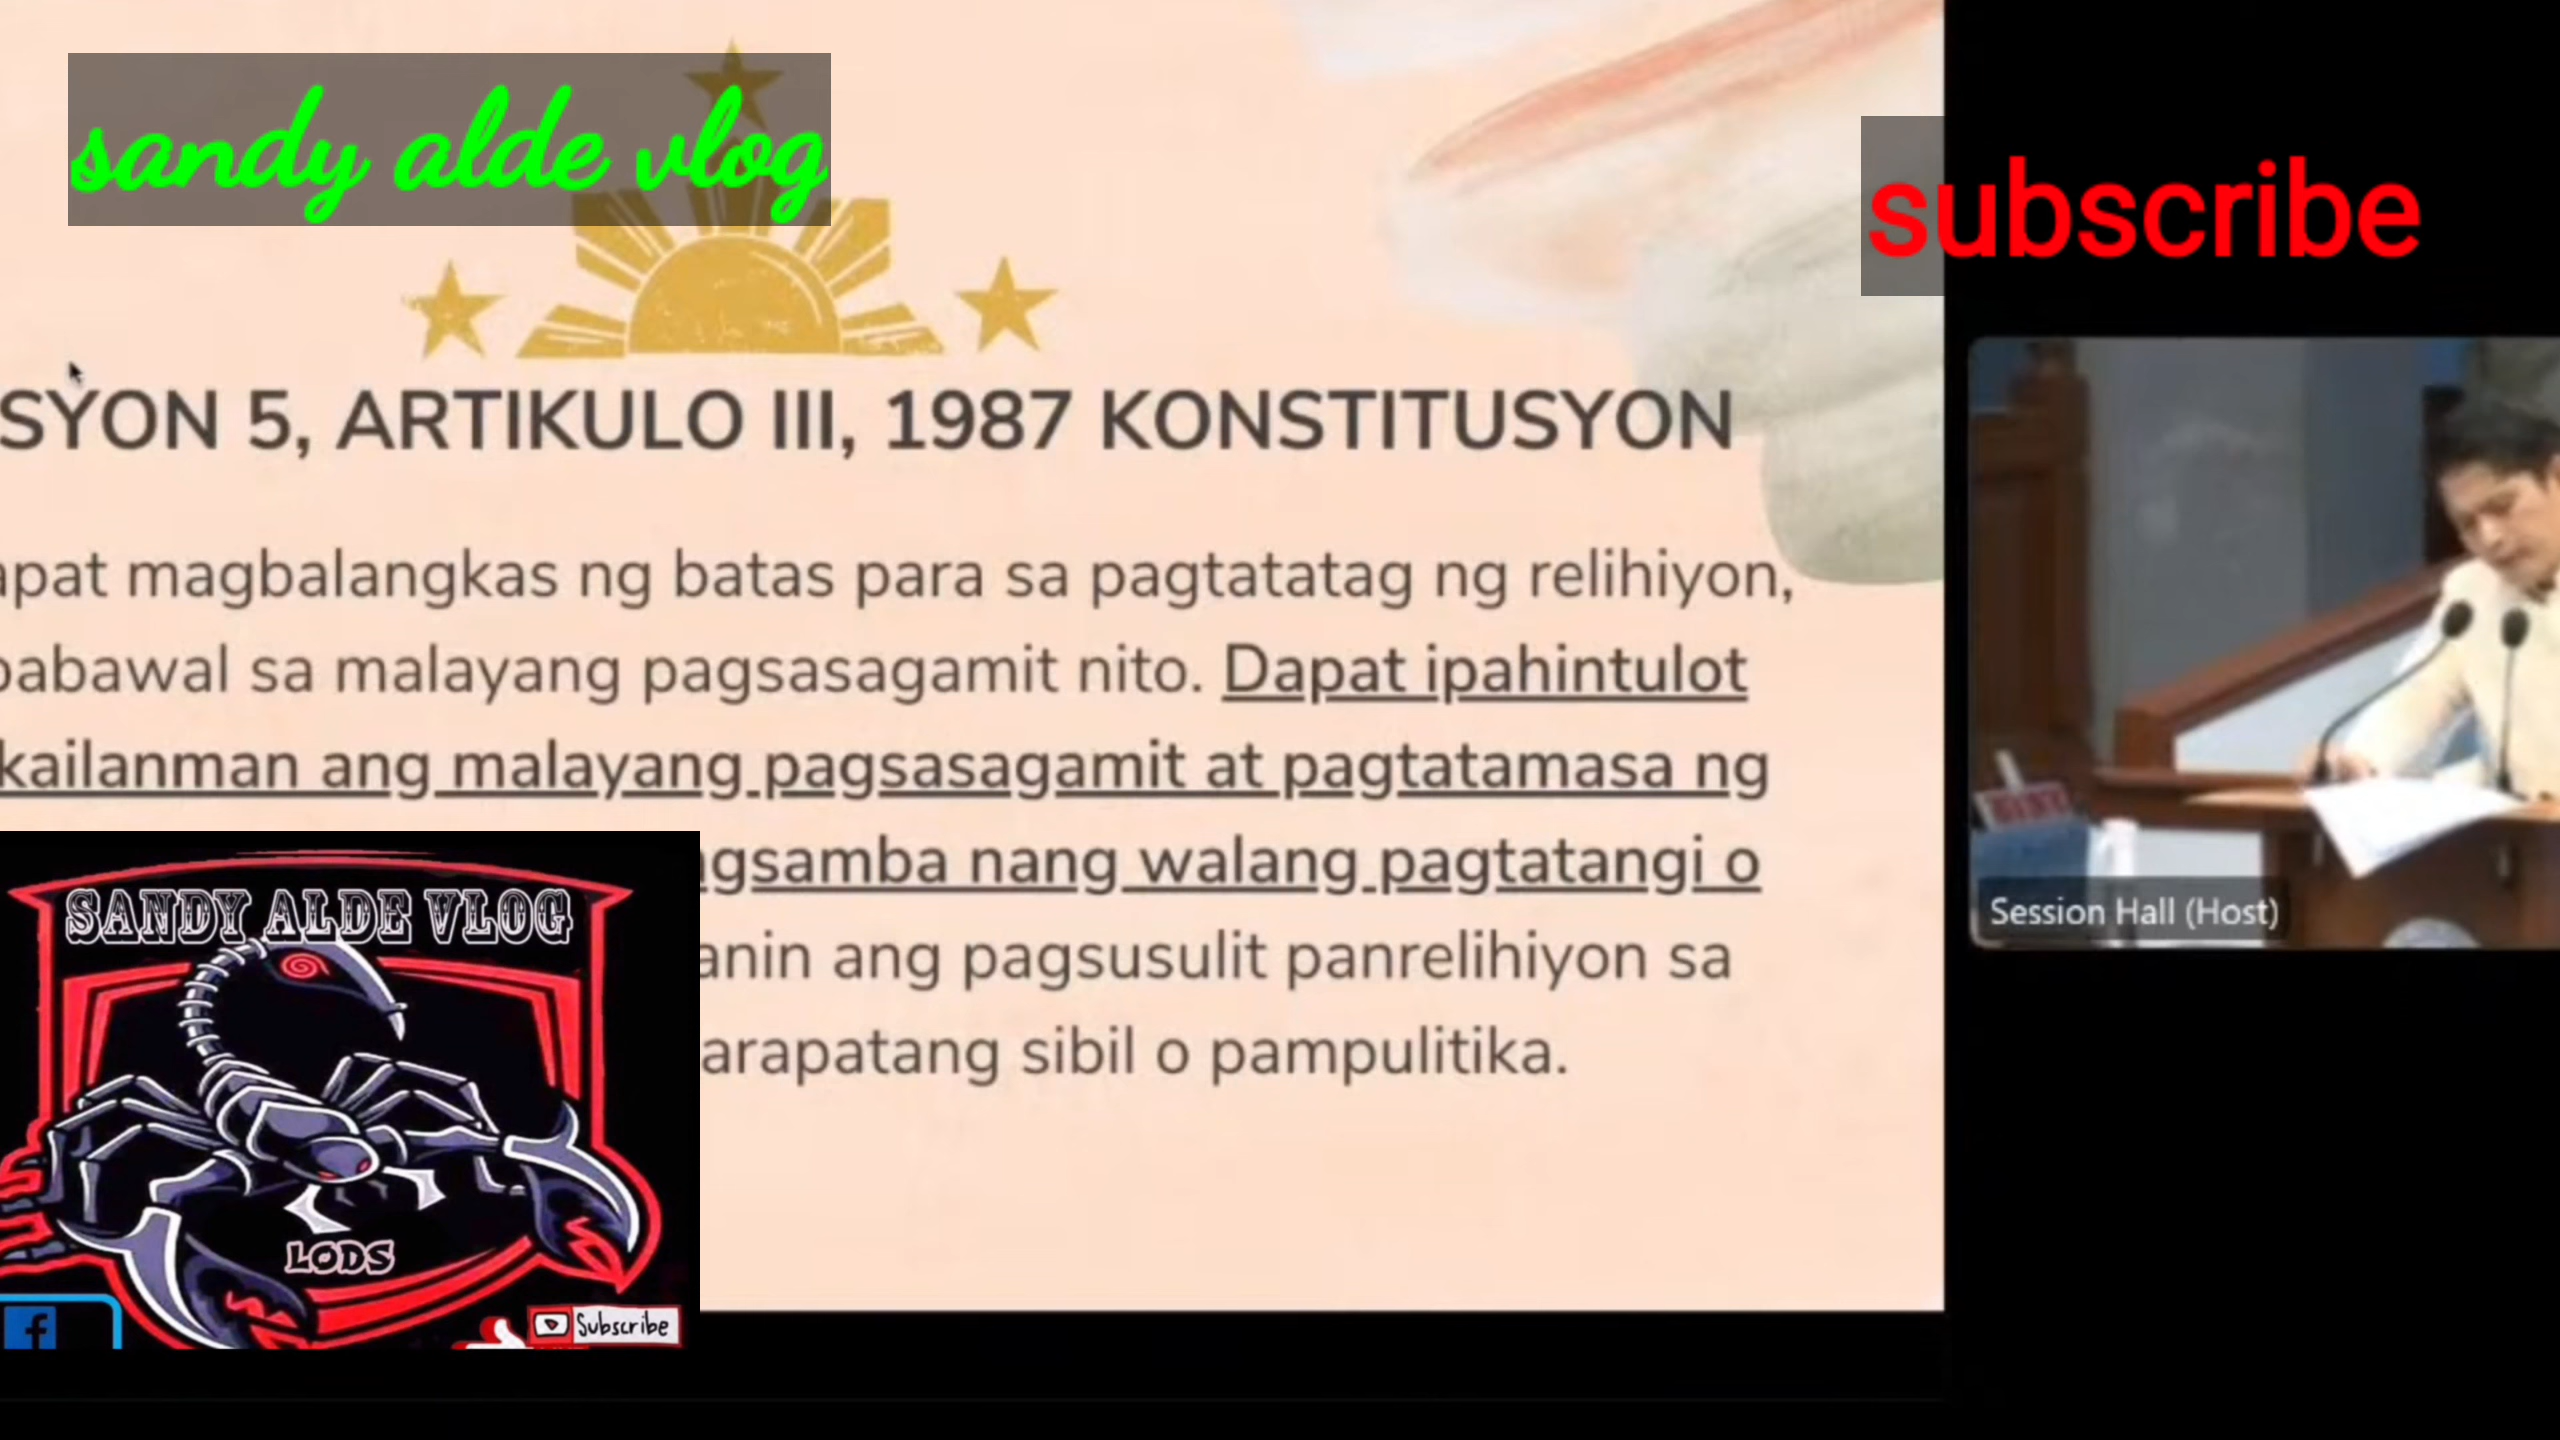 sandy alde vlog
subscribe
SYON 5, ARTIKULO III, 1987 KONSTITUSYON
apat magbalangkas ng batas para sa pagtatatag ng relihiyon,
babawal sa malayang pagsasagamit nito. Dapat ipahintulot
kailanman ang malayang pagsasagamit at pagtatamasa ng
agsamba nang walang pagtatangi o
anin ang pagsusulit panrelihiyon sa
arapatang sibil o pampulitika.
Session Hall (Host)
SANDY ALDE VLOG
LODS
f
Subscribe